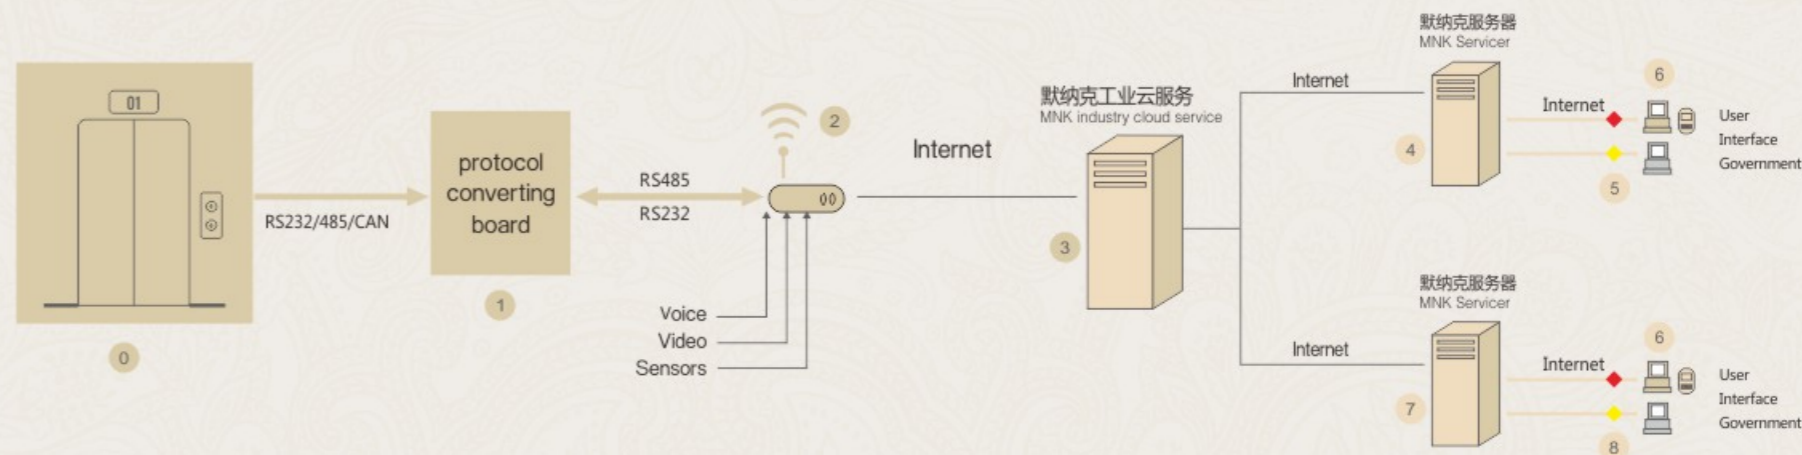 01
0
RS232/485/CAN
protocol
converting
board
1
RS485
RS232
2
Voice
Video
Sensors
Internet
默纳克工业云服务
MNK industry cloud service
3
Internet
默纳克服务器
MNK Servicer
4
Internet
5
6
User
Interface
Government
Internet
默纳克服务器
MNK Servicer
7
Internet
8
6
User
Interface
Government